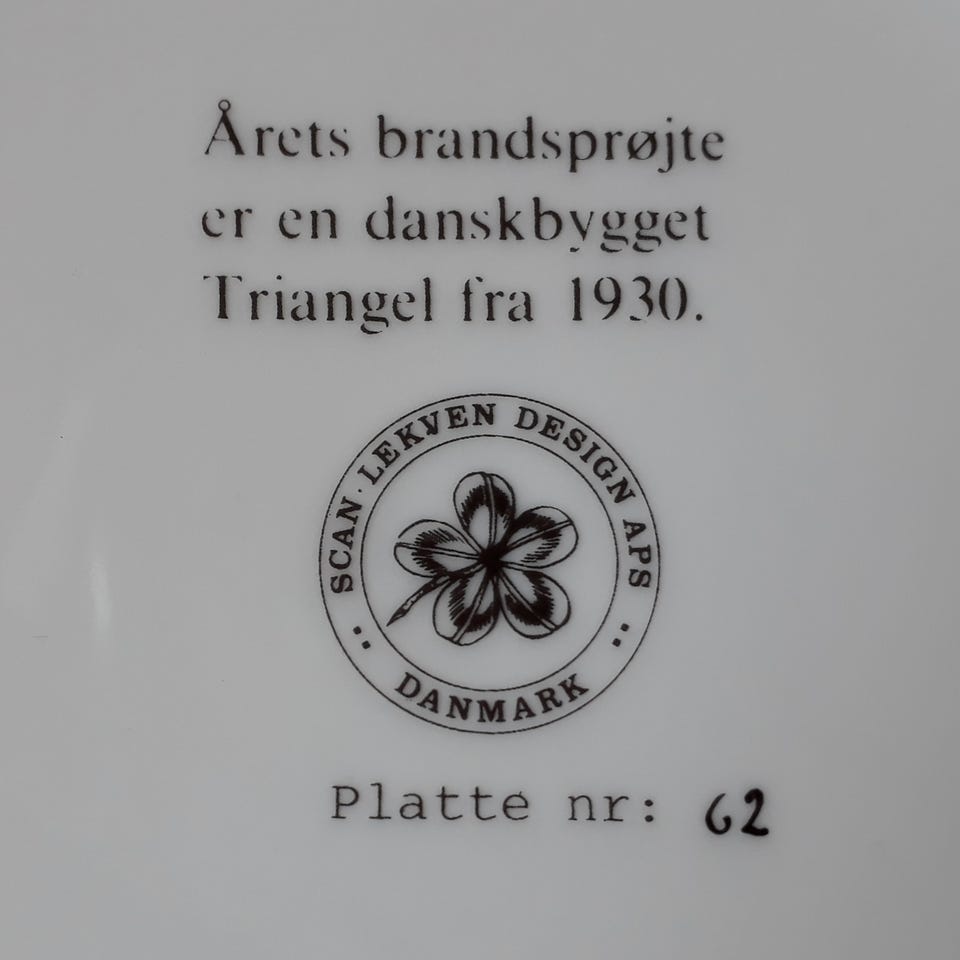 Årets brandsprøjte
er en danskbygget
Triangel fra 1930.
SCAN·LEKVEN DESIGN APS
DANMARK
Platte nr: 62